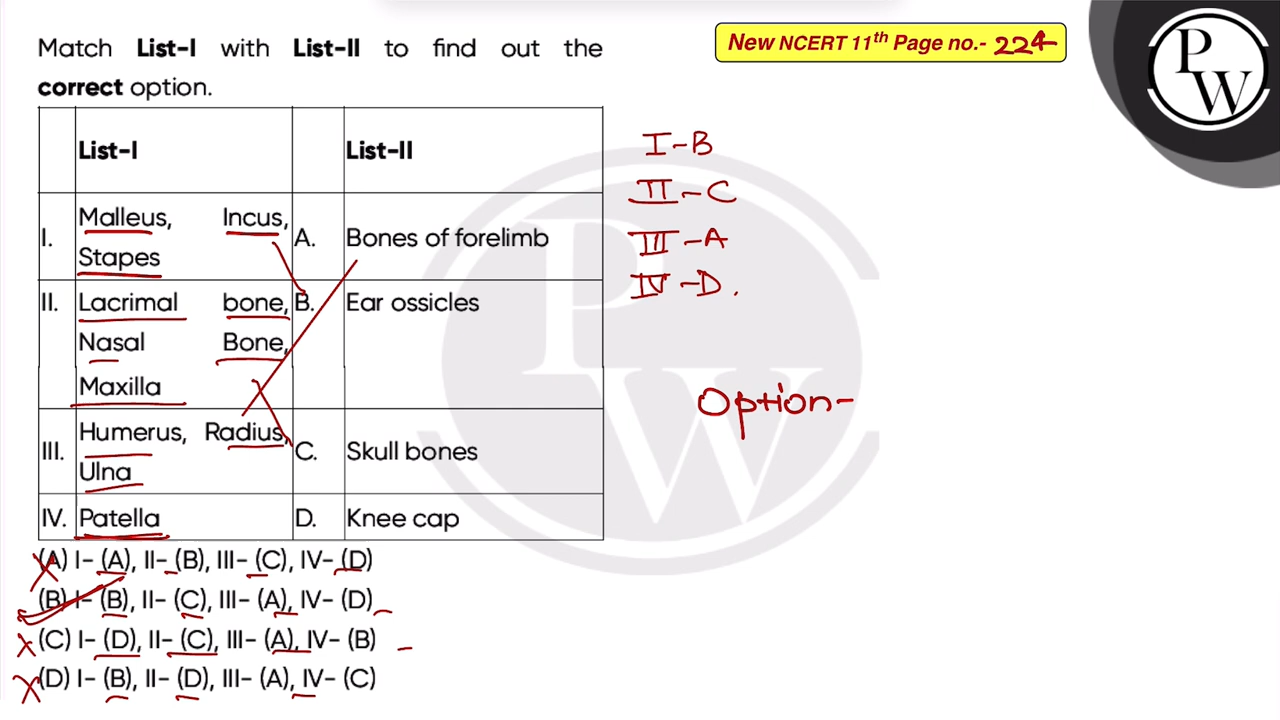 Match List-I with List-II to find out the
correct option.
New NCERT 11th Page no.- 224
PW
List-I List-II
I. Malleus, Incus, Stapes A. Bones of forelimb
II. Lacrimal bone, Nasal Bone, Maxilla B. Ear ossicles
III. Humerus, Radius, Ulna C. Skull bones
IV. Patella D. Knee cap
(A) I- (A), II- (B), III- (C), IV- (D)
(B) I- (B), II- (C), III- (A), IV- (D)
(C) I- (D), II- (C), III- (A), IV- (B)
(D) I- (B), II- (D), III- (A), IV- (C)
I-B
II-C
III-A
IV-D.
Option-
PW